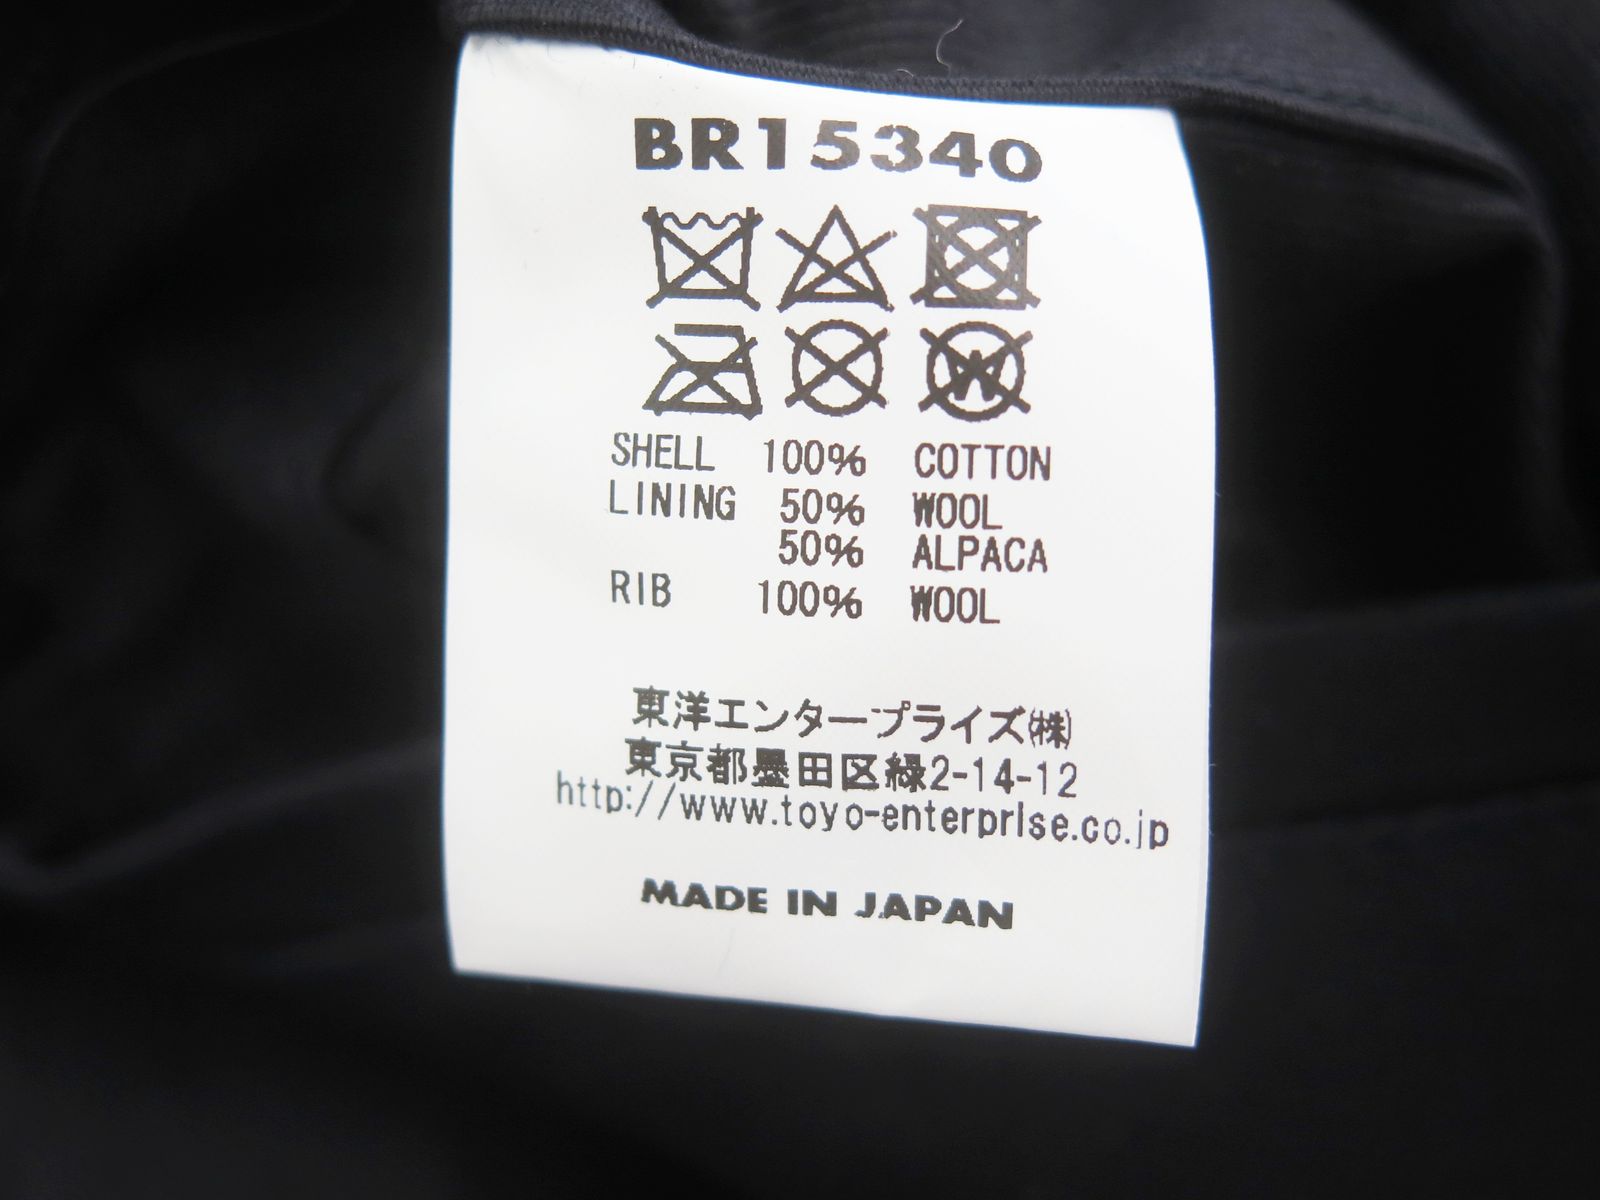 BR15340
W
SHELL 100% COTTON
LINING 50% WOOL
50% ALPACA
RIB 100% WOOL
東洋エンタープライズ㈱
東京都墨田区緑2-14-12
http://www.toyo-enterprise.co.jp
MADE IN JAPAN